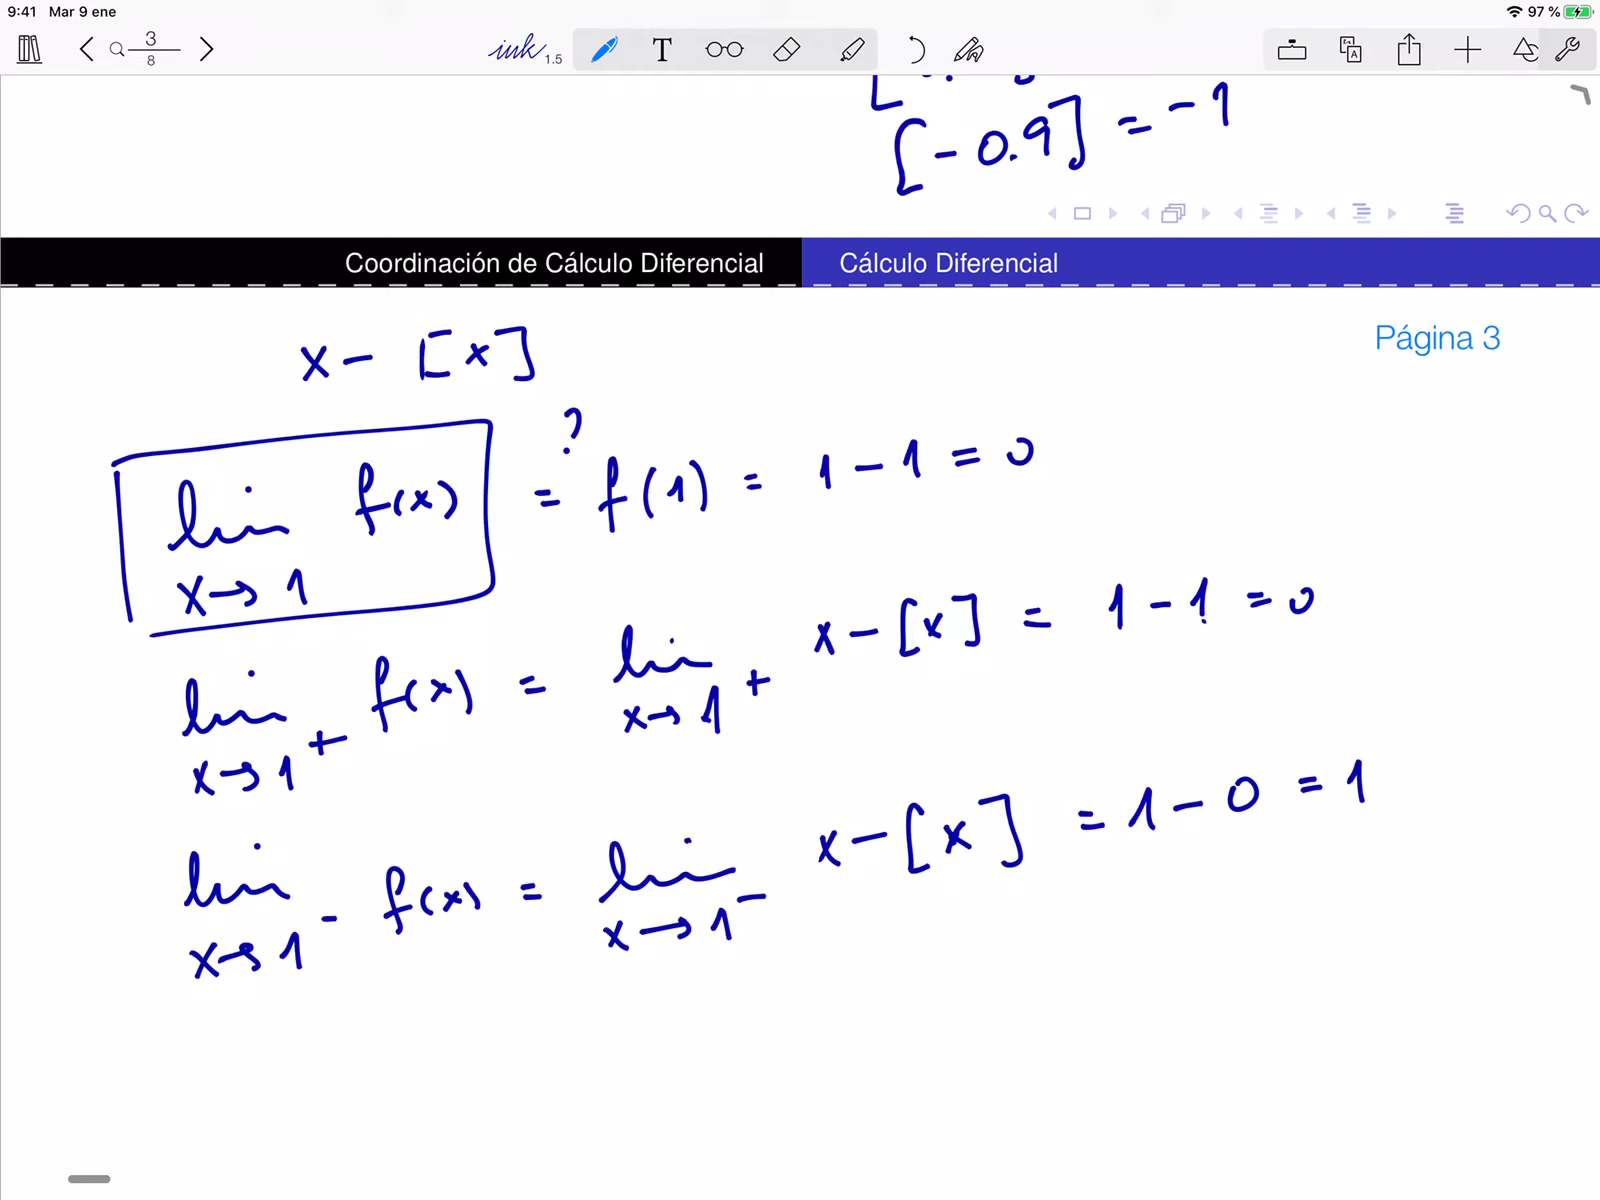 9:41 Mar 9 ene 97 %
3
8
ink 1.5 T
[-0.9] = -1
Coordinación de Cálculo Diferencial Cálculo Diferencial
Página 3
x - [x]
?
lim f(x) = f(1) = 1 - 1 = 0
x→1
lim f(x) = lim x - [x] = 1 - 1 = 0
x→1+ x→1+
lim f(x) = lim x - [x] = 1 - 0 = 1
x→1- x→1-